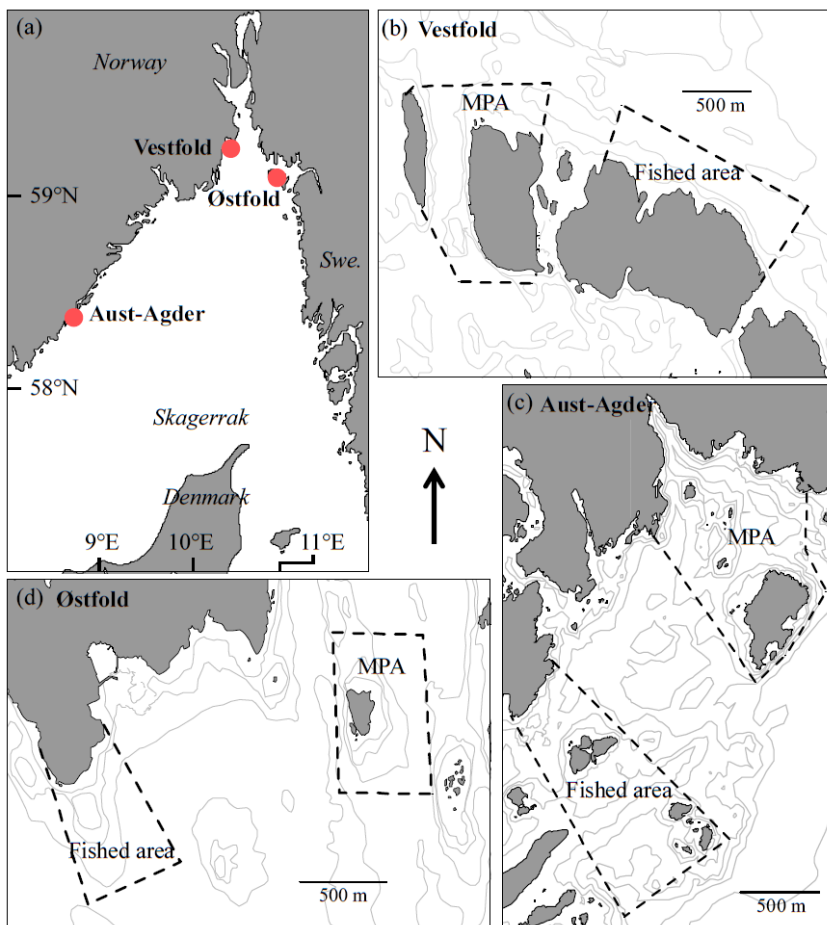 (a)
Norway
Vestfold
Østfold
59°N
Swe.
Aust-Agder
58°N
Skagerrak
Denmark
9°E
10°E
11°E
(b) Vestfold
MPA
500 m
Fished area
N
(c) Aust-Agder
MPA
Fished area
500 m
(d) Østfold
MPA
Fished area
500 m